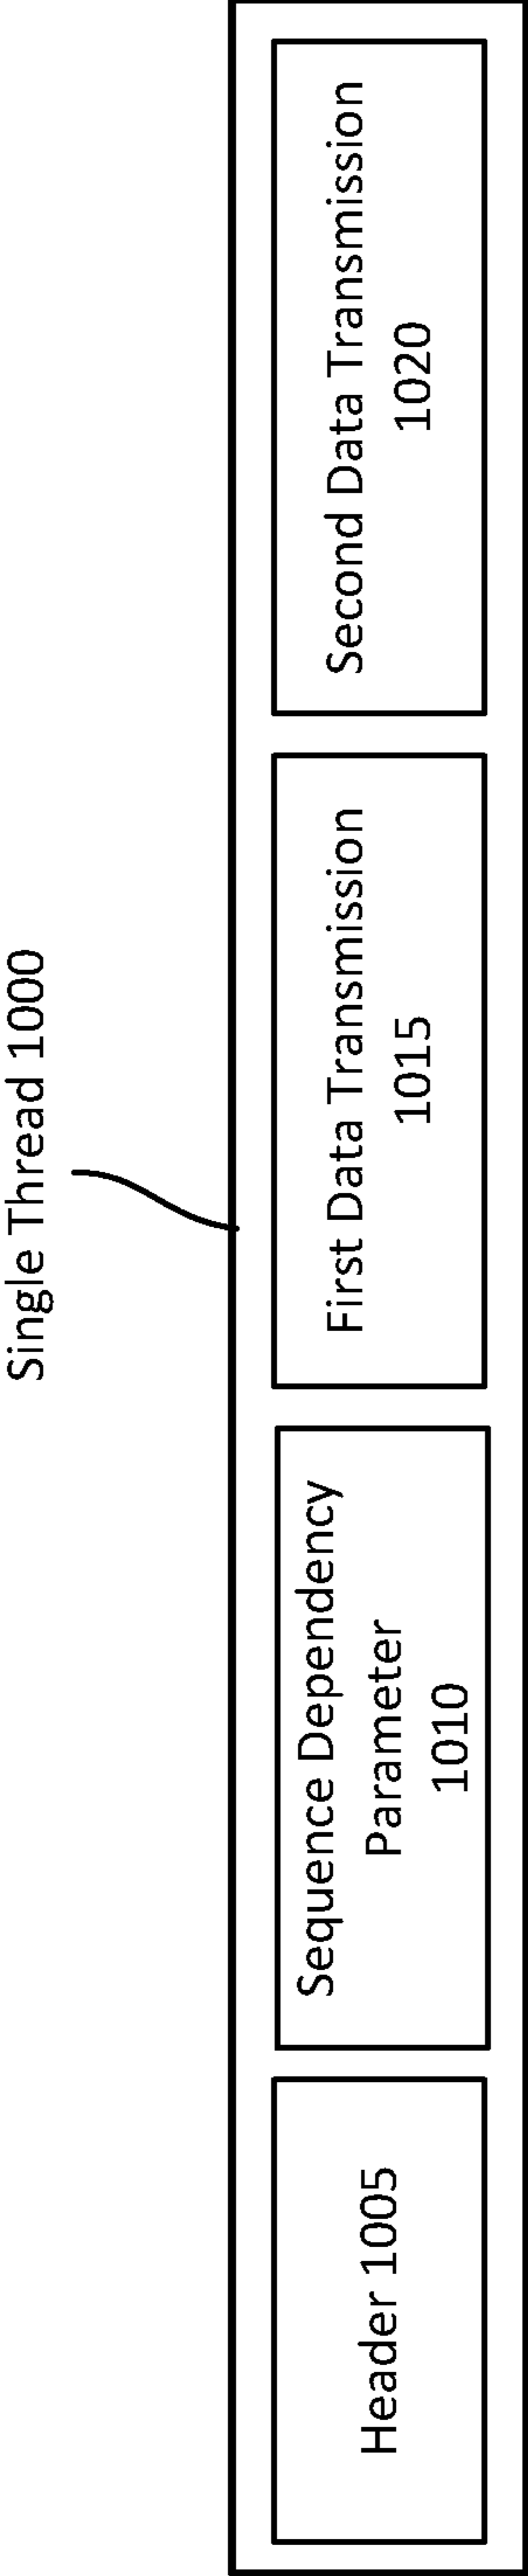 Single Thread 1000
Header 1005
Sequence Dependency
Parameter
1010
First Data Transmission
1015
Second Data Transmission
1020